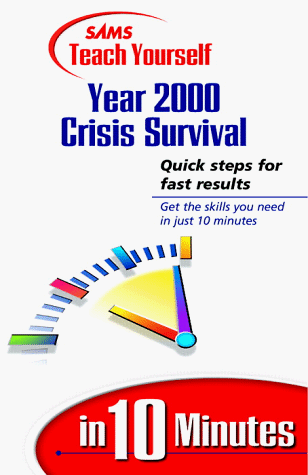 SAMS
Teach Yourself
Year 2000
Crisis Survival
Quick steps for
fast results
Get the skills you need
in just 10 minutes
in 10 Minutes